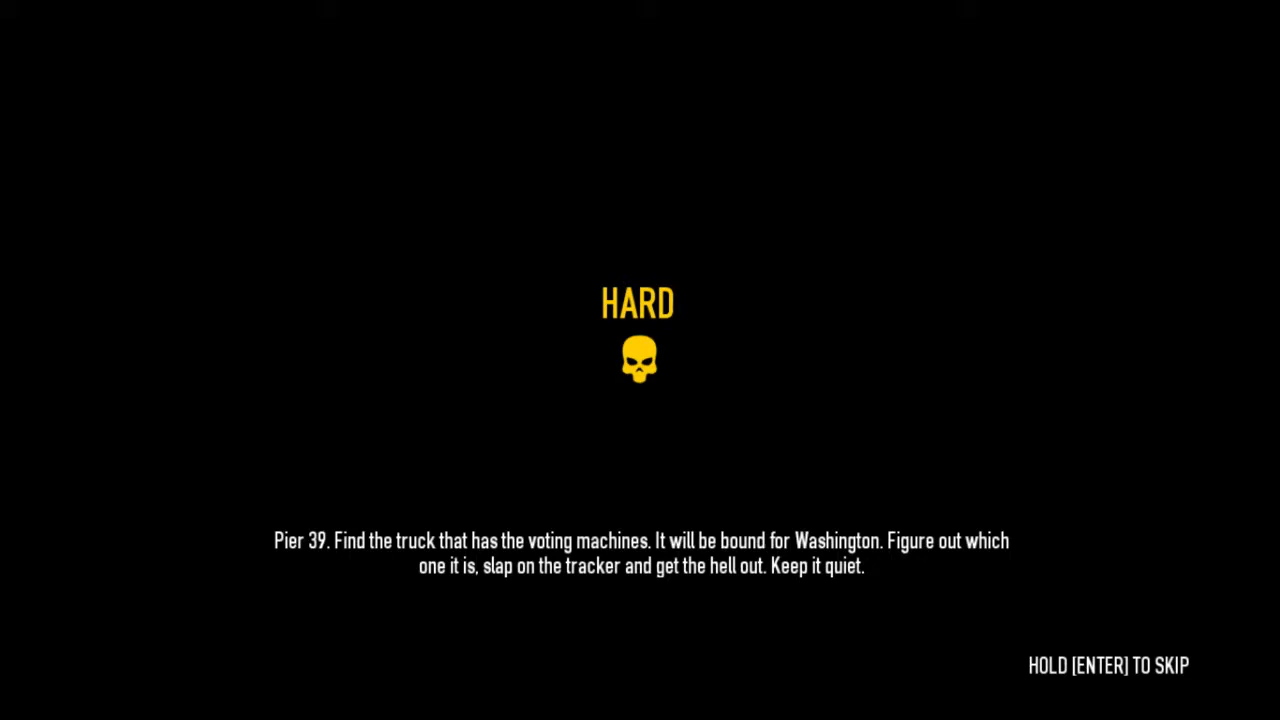 HARD
Pier 39. Find the truck that has the voting machines. It will be bound for Washington. Figure out which
one it is, slap on the tracker and get the hell out. Keep it quiet.
HOLD [ENTER] TO SKIP